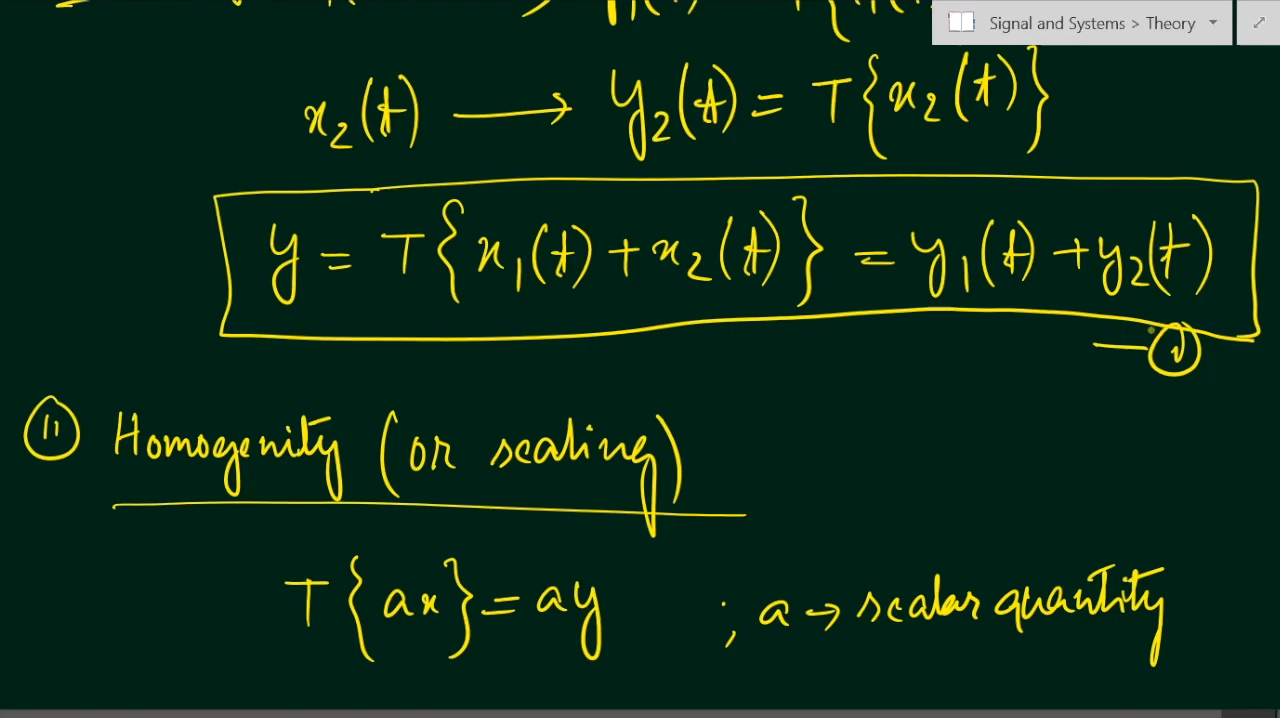 Signal and Systems > Theory
x₂(t) ⟶ y₂(t) = T{x₂(t)}
y = T{x₁(t) + x₂(t)} = y₁(t) + y₂(t)
— ①
(ii) Homogenity (or scaling)
T{ax} = ay ; a → scalar quantity